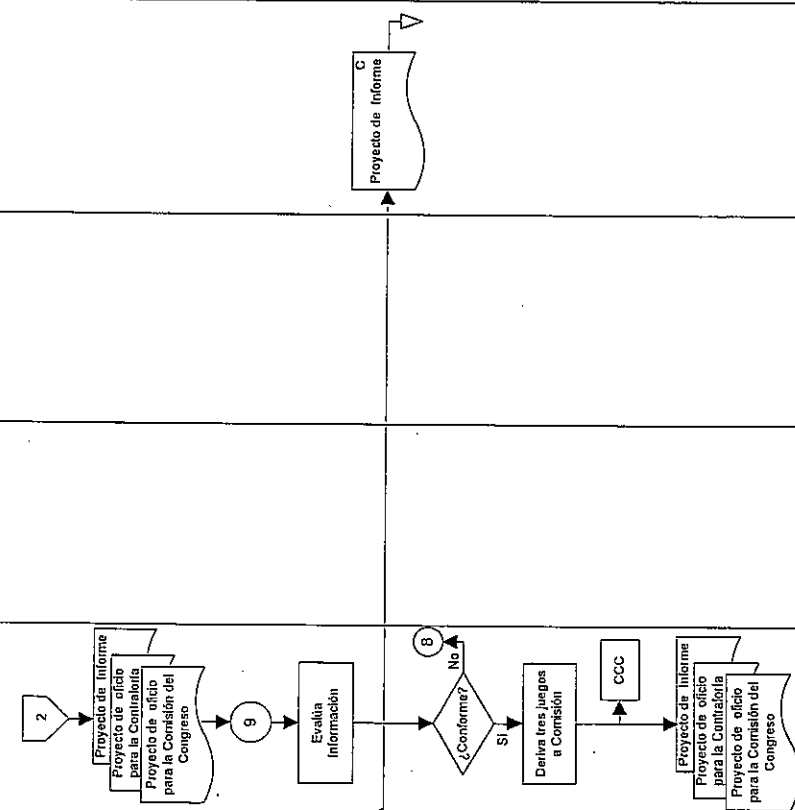 C
Proyecto de Informe
2
Proyecto de Informe
Proyecto de oficio
para la Contraloría
Proyecto de oficio
para la Comisión del
Congreso
9
Evalúa
Información
¿Conforme?
No
8
Sí
Deriva tres juegos
a Comisión
CCC
Proyecto de Informe
Proyecto de oficio
para la Contraloría
Proyecto de oficio
para la Comisión del
Congreso